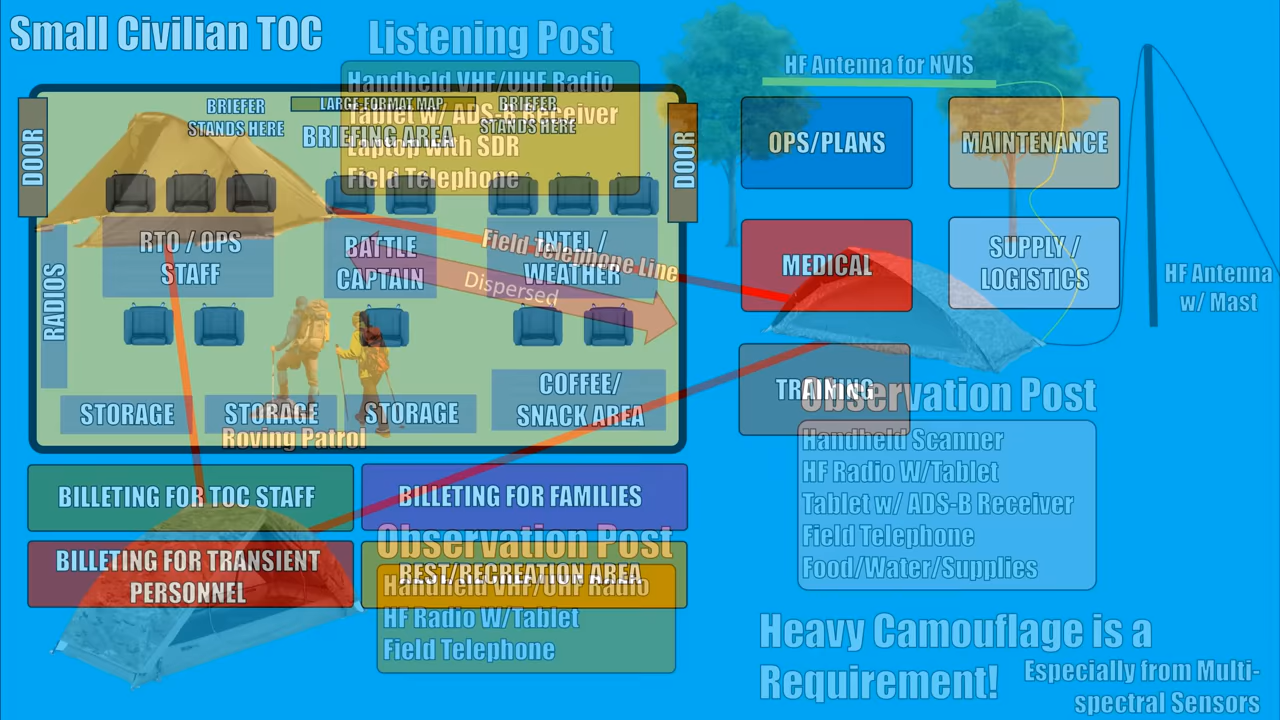 Small Civilian TOC
Listening Post
Handheld VHF/UHF Radio
Tablet w/ ADS-B Receiver
Laptop with SDR
Field Telephone
HF Antenna for NVIS
BRIEFER
STANDS HERE
LARGE FORMAT MAP
BRIEFING AREA
BRIEFER
STANDS HERE
DOOR
DOOR
RTO / OPS
STAFF
BATTLE
CAPTAIN
INTEL /
WEATHER
Field Telephone Line
Dispersed
RADIOS
STORAGE
STORAGE
STORAGE
COFFEE/
SNACK AREA
Roving Patrol
OPS/PLANS
MAINTENANCE
MEDICAL
SUPPLY /
LOGISTICS
TRAINING
HF Antenna
w/ Mast
Observation Post
Handheld Scanner
HF Radio W/Tablet
Tablet w/ ADS-B Receiver
Field Telephone
Food/Water/Supplies
BILLETING FOR TOC STAFF
BILLETING FOR FAMILIES
BILLETING FOR TRANSIENT
PERSONNEL
REST/RECREATION AREA
Observation Post
Handheld VHF/UHF Radio
HF Radio W/Tablet
Field Telephone
Heavy Camouflage is a
Requirement!
Especially from Multi-
spectral Sensors